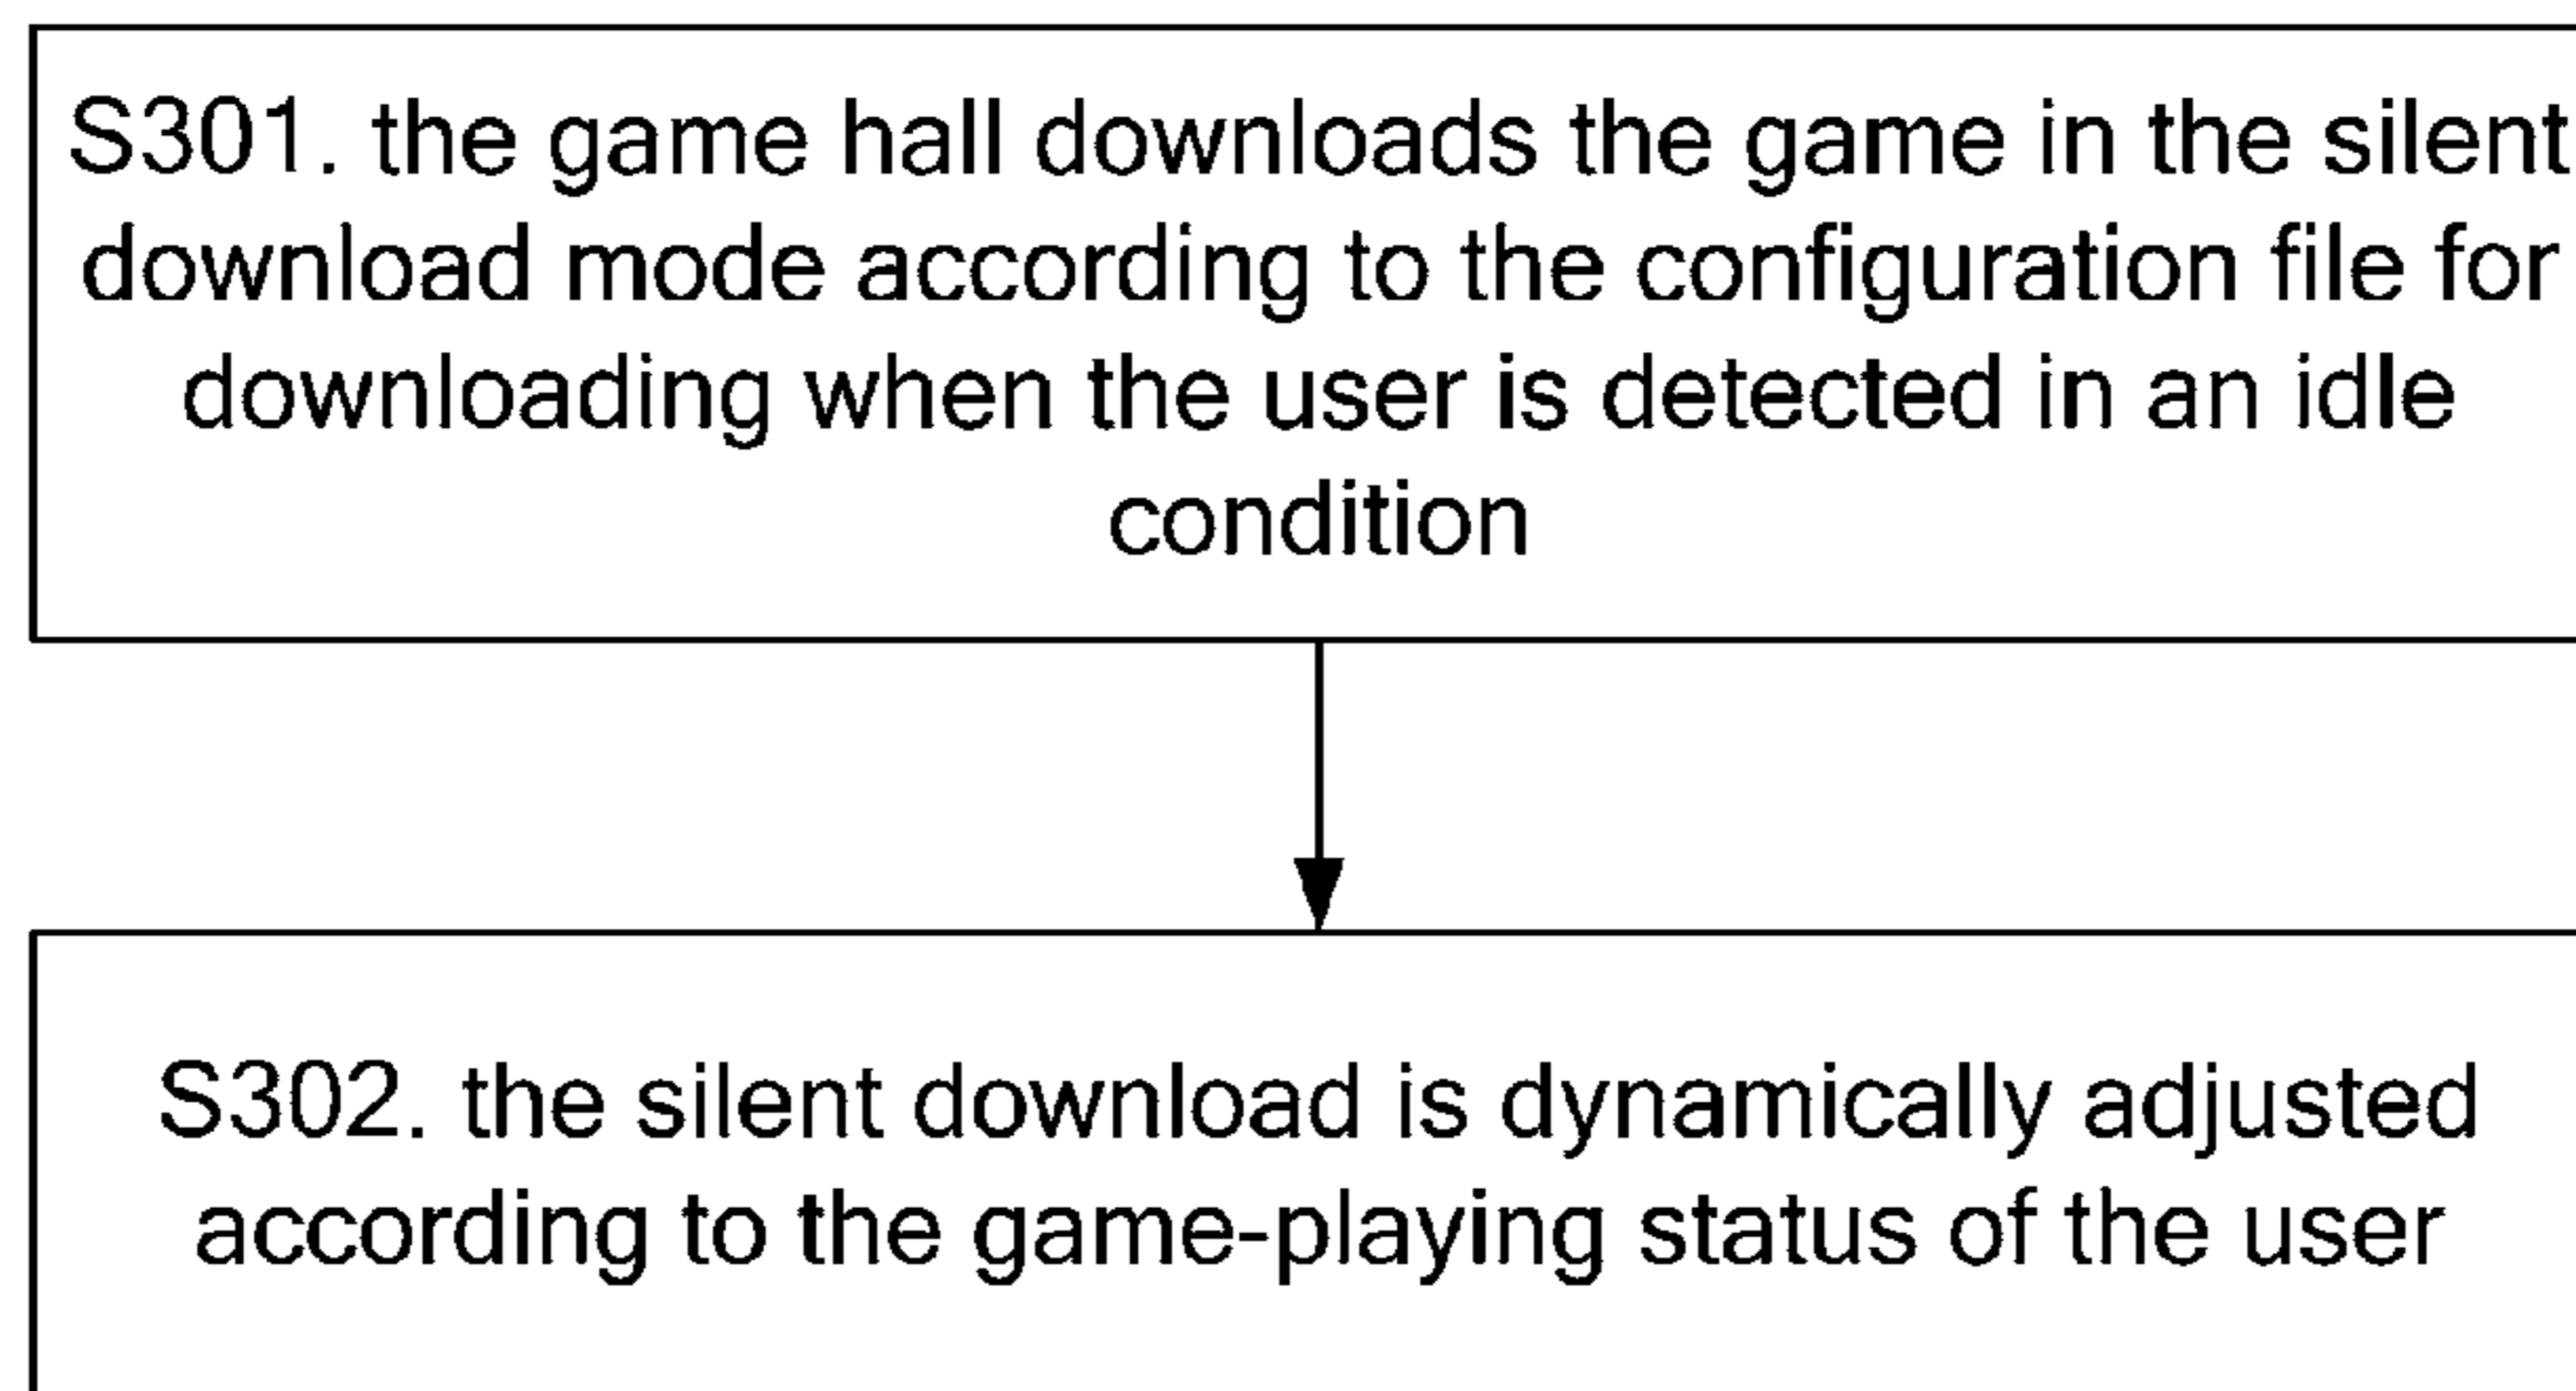 S301. the game hall downloads the game in the silent
download mode according to the configuration file for
downloading when the user is detected in an idle
condition
S302. the silent download is dynamically adjusted
according to the game-playing status of the user